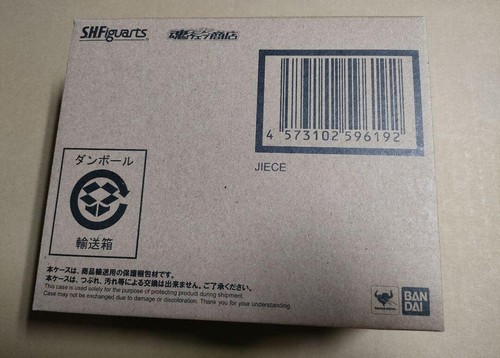 S.H.Figuarts
魂ウェブ商店
4 573102 596192
JIECE
ダンボール
輸送箱
本ケースは、商品輸送用の保護梱包材です。
本ケースは、つぶれ、汚れ等による交換は出来ません。ご了承ください。
This case is used solely for the purpose of protecting product during shipment.
Case may not be exchanged due to damage or discoloration. Thank you for your understanding.
BAN
DAI